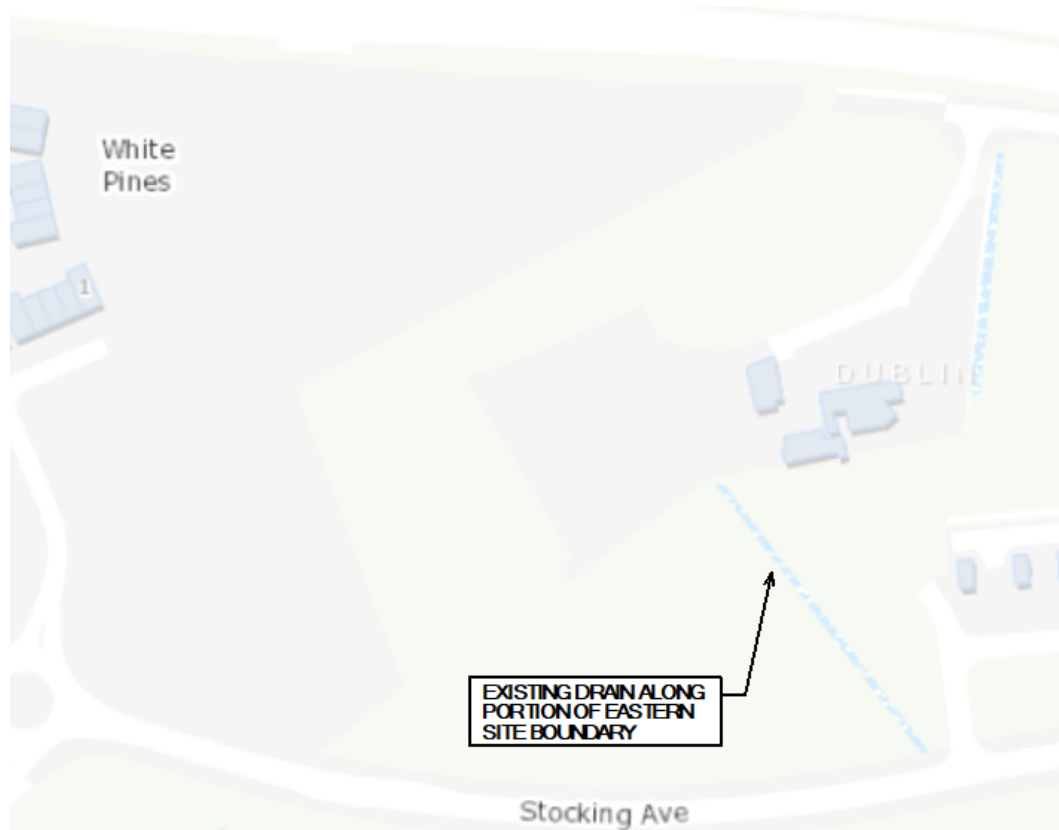 White
Pines
1
DUBLIN
EXISTING DRAIN ALONG
PORTION OF EASTERN
SITE BOUNDARY
Stocking Ave